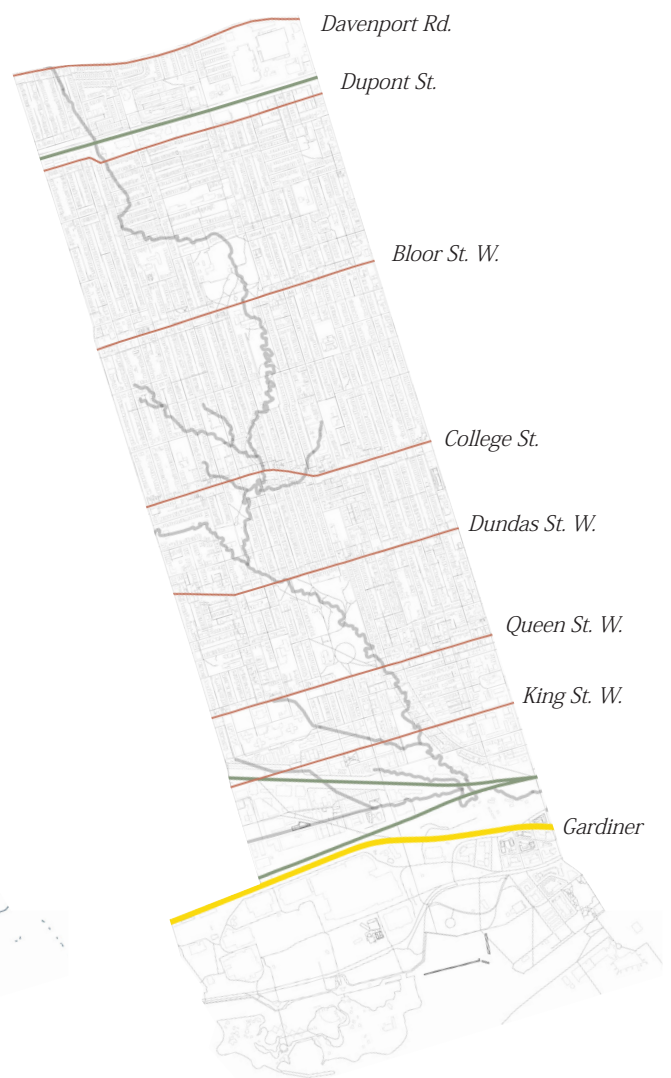 Davenport Rd.
Dupont St.
Bloor St. W.
College St.
Dundas St. W.
Queen St. W.
King St. W.
Gardiner